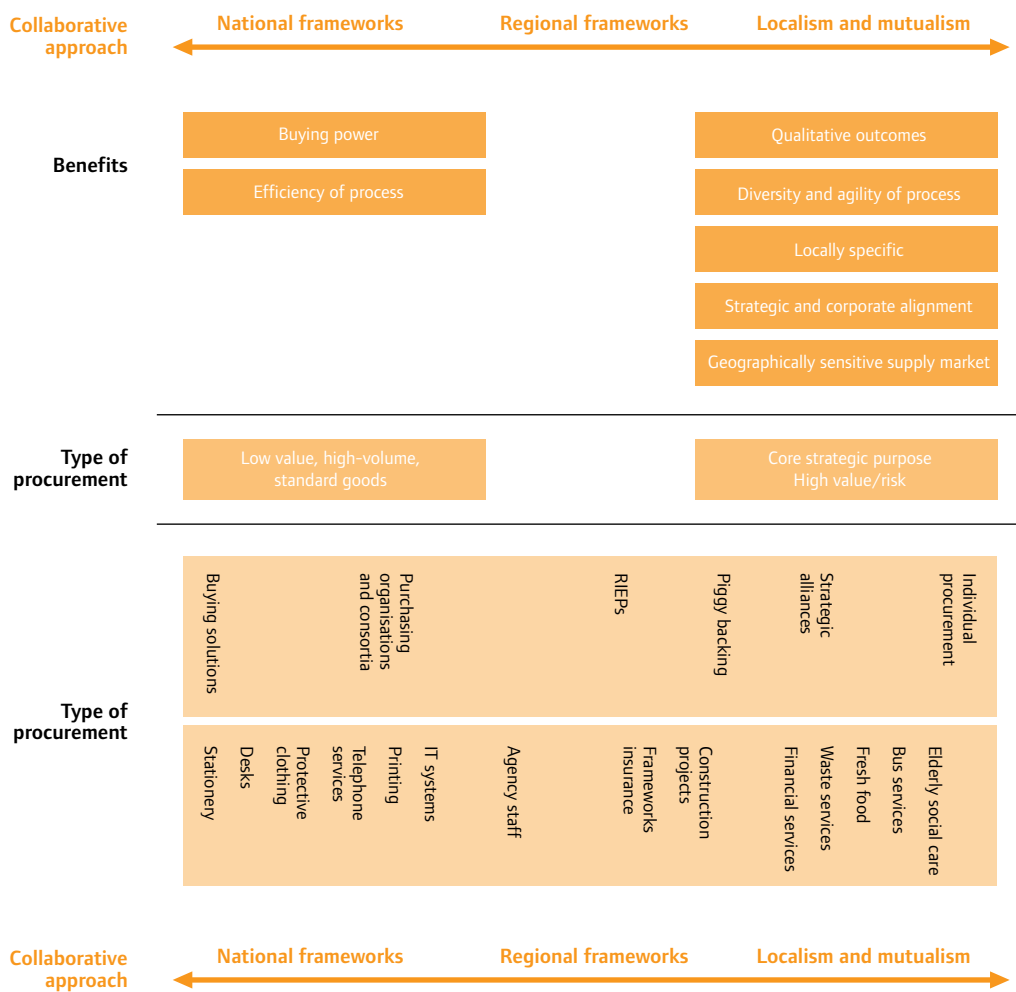 Collaborative
approach
National frameworks
Regional frameworks
Localism and mutualism
Benefits
Buying power
Efficiency of process
Qualitative outcomes
Diversity and agility of process
Locally specific
Strategic and corporate alignment
Geographically sensitive supply market
Type of
procurement
Low value, high-volume,
standard goods
Core strategic purpose
High value/risk
Type of
procurement
Buying solutions
Purchasing
organisations
and consortia
RIEPs
Piggy backing
Strategic
alliances
Individual
procurement
Stationery
Desks
Protective
clothing
Telephone
services
Printing
IT systems
Agency staff
Frameworks
insurance
Construction
projects
Financial services
Waste services
Fresh food
Bus services
Elderly social care
Collaborative
approach
National frameworks
Regional frameworks
Localism and mutualism